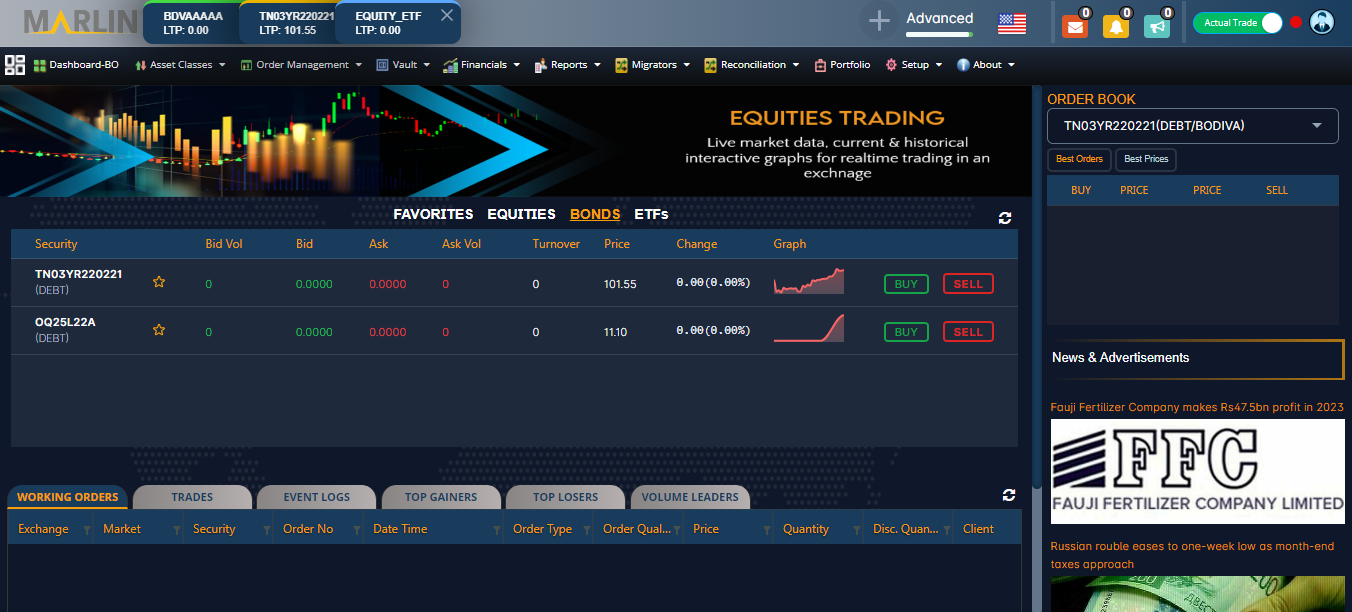 MARLIN
BDVAAAAA
LTP: 0.00
TN03YR220221
LTP: 101.55
EQUITY_ETF
LTP: 0.00
Advanced
0
0
0
Actual Trade
Dashboard-BO
Asset Classes
Order Management
Vault
Financials
Reports
Migrators
Reconciliation
Portfolio
Setup
About
EQUITIES TRADING
Live market data, current & historical
interactive graphs for realtime trading in an
exchnage
FAVORITES EQUITIES BONDS ETFs
Security Bid Vol Bid Ask Ask Vol Turnover Price Change Graph
TN03YR220221
(DEBT)
0 0.0000 0.0000 0 0 101.55 0.00(0.00%) BUY SELL
OQ25L22A
(DEBT)
0 0.0000 0.0000 0 0 11.10 0.00(0.00%) BUY SELL
WORKING ORDERS TRADES EVENT LOGS TOP GAINERS TOP LOSERS VOLUME LEADERS
Exchange Market Security Order No Date Time Order Type Order Qual... Price Quantity Disc. Quan... Client
ORDER BOOK
TN03YR220221(DEBT/BODIVA)
Best Orders Best Prices
BUY PRICE PRICE SELL
News & Advertisements
Fauji Fertilizer Company makes Rs47.5bn profit in 2023
FFC
FAUJI FERTILIZER COMPANY LIMITED
Russian rouble eases to one-week low as month-end
taxes approach